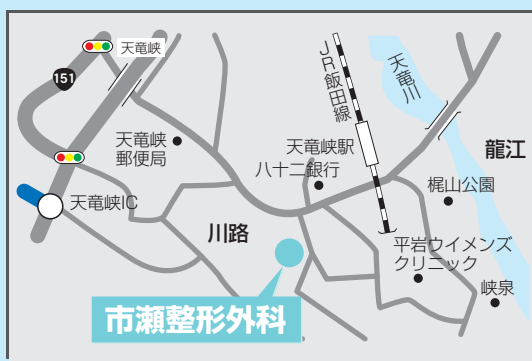 天竜峡
151
JR飯田線
天竜川
天竜峡
郵便局
天竜峡駅
八十二銀行
龍江
梶山公園
天竜峡IC
川路
平岩ウイメンズ
クリニック
峡泉
市瀬整形外科